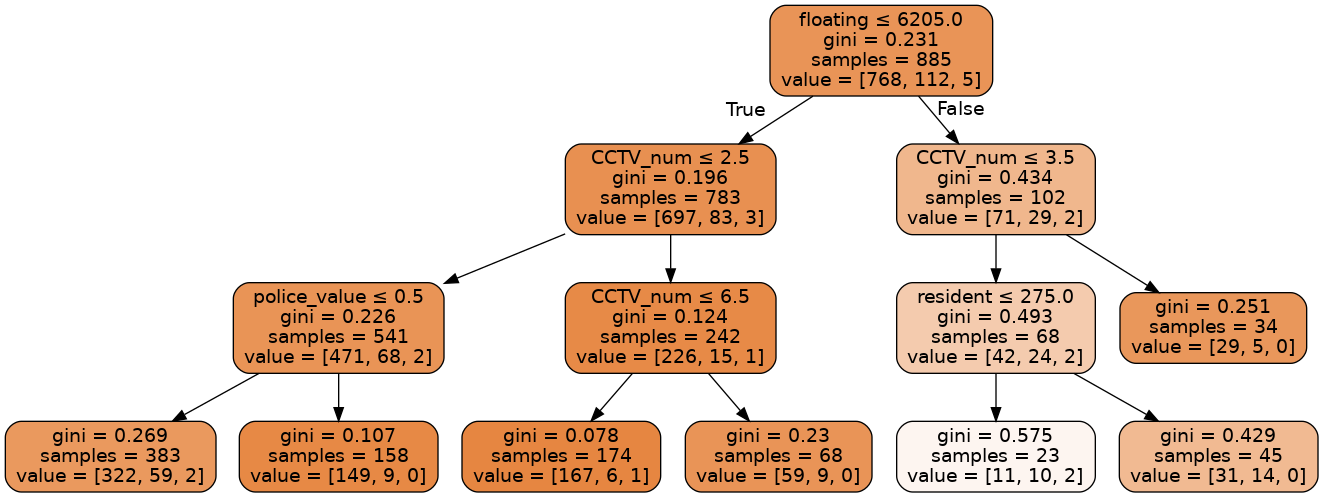 floating ≤ 6205.0
gini = 0.231
samples = 885
value = [768, 112, 5]
True
False
CCTV_num ≤ 2.5
gini = 0.196
samples = 783
value = [697, 83, 3]
CCTV_num ≤ 3.5
gini = 0.434
samples = 102
value = [71, 29, 2]
police_value ≤ 0.5
gini = 0.226
samples = 541
value = [471, 68, 2]
CCTV_num ≤ 6.5
gini = 0.124
samples = 242
value = [226, 15, 1]
resident ≤ 275.0
gini = 0.493
samples = 68
value = [42, 24, 2]
gini = 0.251
samples = 34
value = [29, 5, 0]
gini = 0.269
samples = 383
value = [322, 59, 2]
gini = 0.107
samples = 158
value = [149, 9, 0]
gini = 0.078
samples = 174
value = [167, 6, 1]
gini = 0.23
samples = 68
value = [59, 9, 0]
gini = 0.575
samples = 23
value = [11, 10, 2]
gini = 0.429
samples = 45
value = [31, 14, 0]